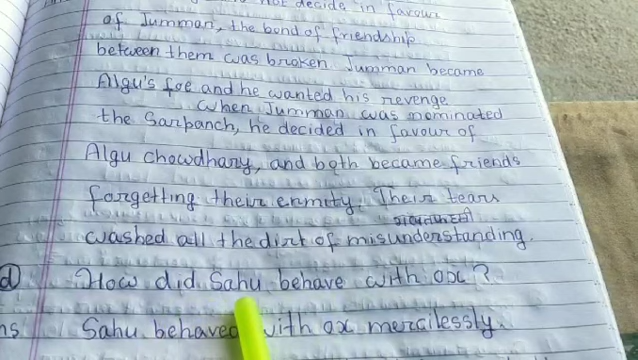 not decide in favour
of Jumman, the bond of friendship
between them was broken. Jumman became
Algu's foe and he wanted his revenge
When Jumman was nominated
the Sarpanch, he decided in favour of
Algu chowdhary, and both became friends
forgetting their enmity. Their tears
washed all the dirt of misunderstanding.
d How did Sahu behave with ox?
ns. Sahu behaved with ox mercilessly.